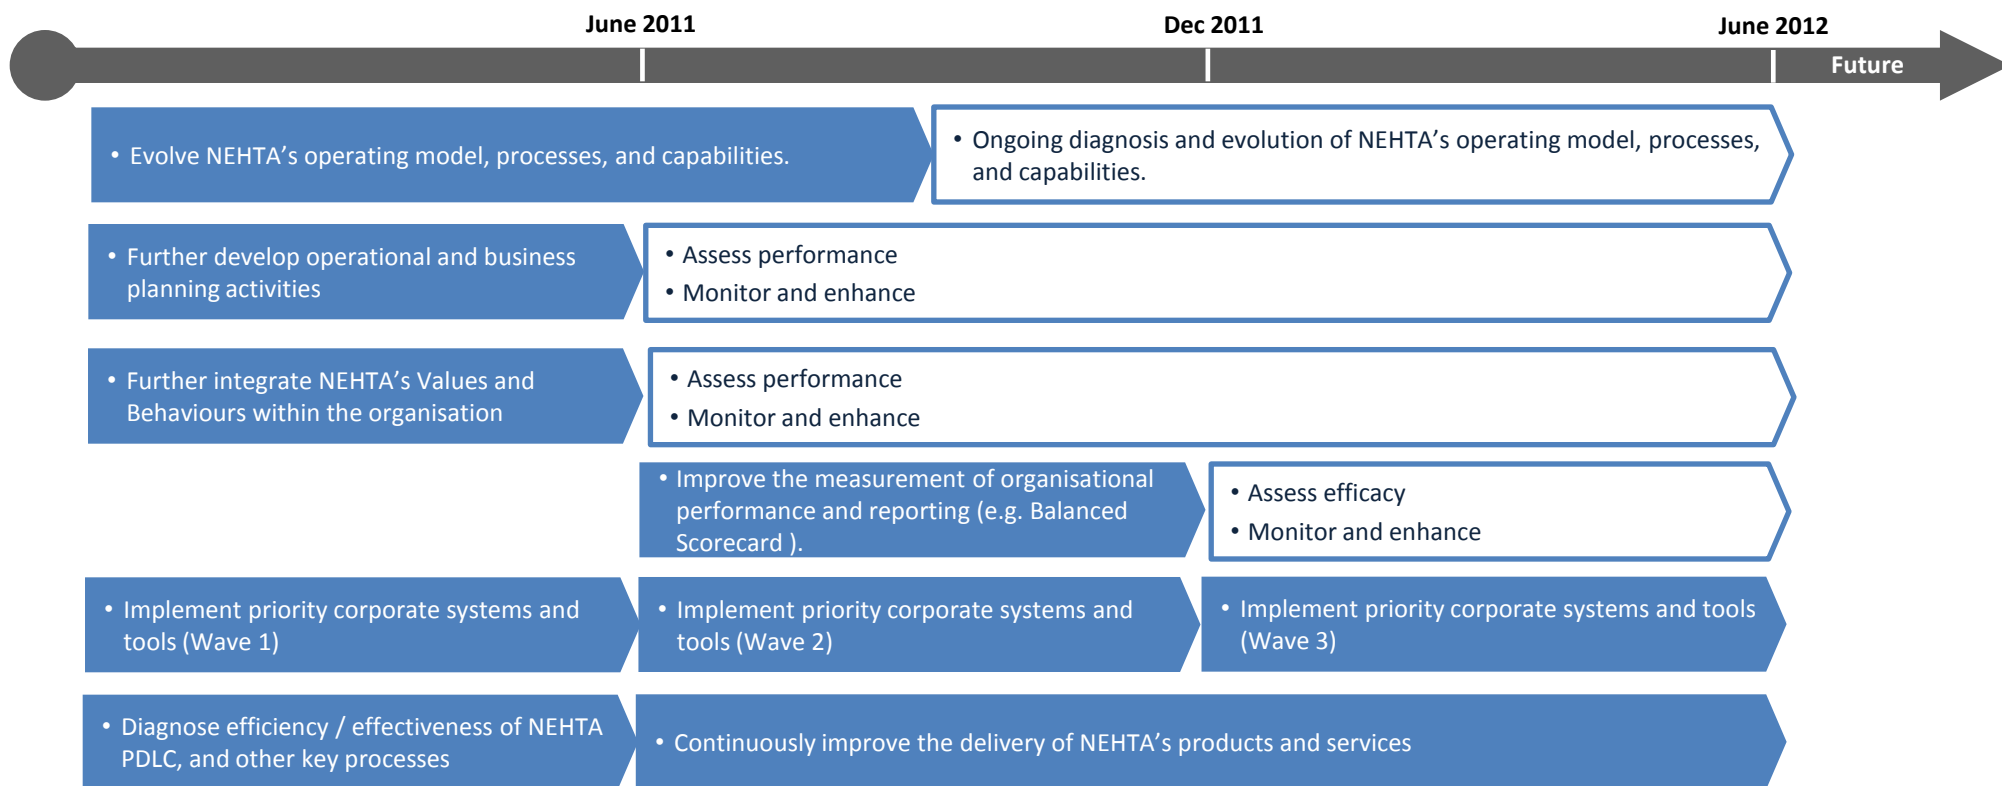 June 2011
Dec 2011
June 2012
Future
• Evolve NEHTA's operating model, processes, and capabilities.
• Ongoing diagnosis and evolution of NEHTA's operating model, processes,
and capabilities.
• Further develop operational and business
planning activities
• Assess performance
• Monitor and enhance
• Further integrate NEHTA's Values and
Behaviours within the organisation
• Assess performance
• Monitor and enhance
• Improve the measurement of organisational
performance and reporting (e.g. Balanced
Scorecard ).
• Assess efficacy
• Monitor and enhance
• Implement priority corporate systems and
tools (Wave 1)
• Implement priority corporate systems and
tools (Wave 2)
• Implement priority corporate systems and tools
(Wave 3)
• Diagnose efficiency / effectiveness of NEHTA
PDLC, and other key processes
• Continuously improve the delivery of NEHTA's products and services